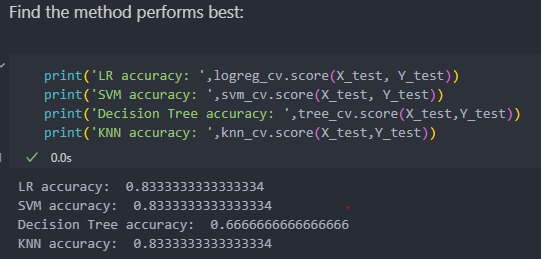 Find the method performs best:
print('LR accuracy: ',logreg_cv.score(X_test, Y_test))
print('SVM accuracy: ',svm_cv.score(X_test, Y_test))
print('Decision Tree accuracy: ',tree_cv.score(X_test,Y_test))
print('KNN accuracy: ',knn_cv.score(X_test,Y_test))
✓ 0.0s
LR accuracy:  0.8333333333333334
SVM accuracy:  0.8333333333333334
Decision Tree accuracy:  0.6666666666666666
KNN accuracy:  0.8333333333333334